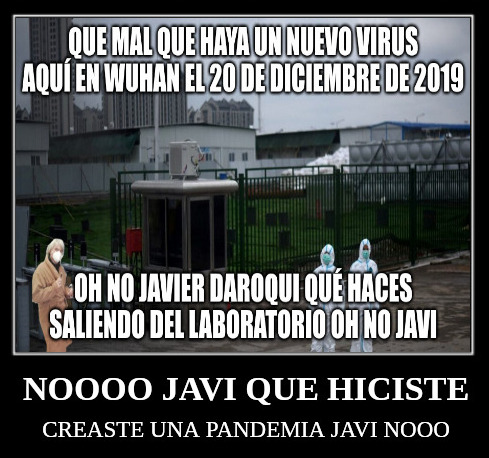 QUE MAL QUE HAYA UN NUEVO VIRUS
AQUÍ EN WUHAN EL 20 DE DICIEMBRE DE 2019
OH NO JAVIER DAROQUI QUÉ HACES
SALIENDO DEL LABORATORIO OH NO JAVI
NOOOO JAVI QUE HICISTE
CREASTE UNA PANDEMIA JAVI NOOO